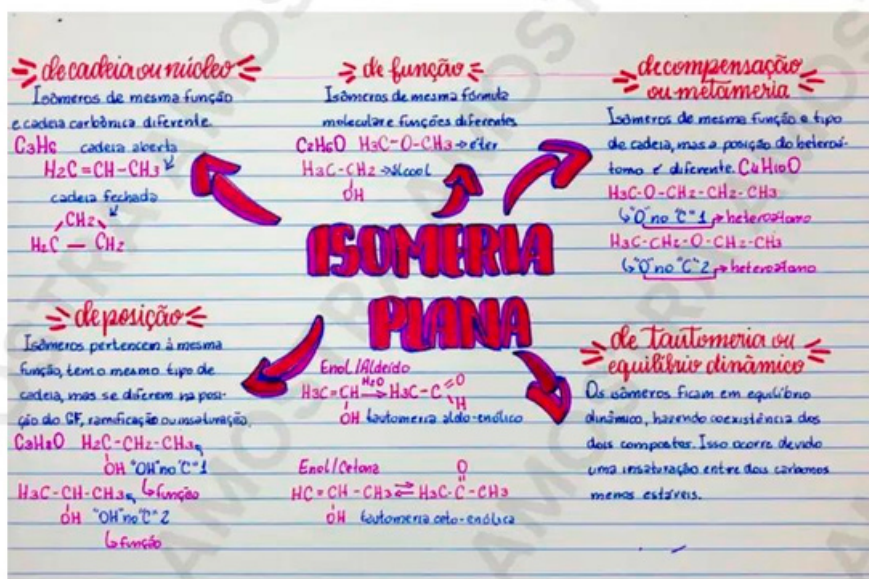 de cadeia ou núcleo
Isômeros de mesma função
e cadeia carbônica diferente.
C3H6 cadeia aberta
H2C=CH-CH3
cadeia fechada
CH2
H2C — CH2
de função
Isômeros de mesma fórmula
molecular e funções diferentes
C2H6O H3C-O-CH3 → éter
H3C-CH2 → álcool
OH
de compensação
ou metameria
Isômeros de mesma função e tipo
de cadeia, mas a posição do heteroá-
tomo é diferente. C4H10O
H3C-O-CH2-CH2-CH3
↳"O" no "C" 1 → heteroátomo
H3C-CH2-O-CH2-CH3
↳"O" no "C" 2 → heteroátomo
ISOMERIA
PLANA
de posição
Isômeros pertencem à mesma
função, tem o mesmo tipo de
cadeia, mas se diferem na posi-
ção do GF, ramificação ou insaturação.
C3H8O H2C-CH2-CH3
OH "OH" no "C" 1
↳função
H3C-CH-CH3
OH "OH" no "C" 2
↳função
Enol/Aldeído
H3C=CH H2O → H3C-C O
OH H
tautomeria aldo-enólico
Enol/Cetona
O
HC=CH-CH3 ⇌ H3C-C-CH3
OH tautomeria ceto-enólica
de tautomeria ou
equilíbrio dinâmico
Os isômeros ficam em equilíbrio
dinâmico, havendo coexistência dos
dois compostos. Isso ocorre devido
uma insaturação entre dois carbonos
menos estáveis.
AMOSTRA